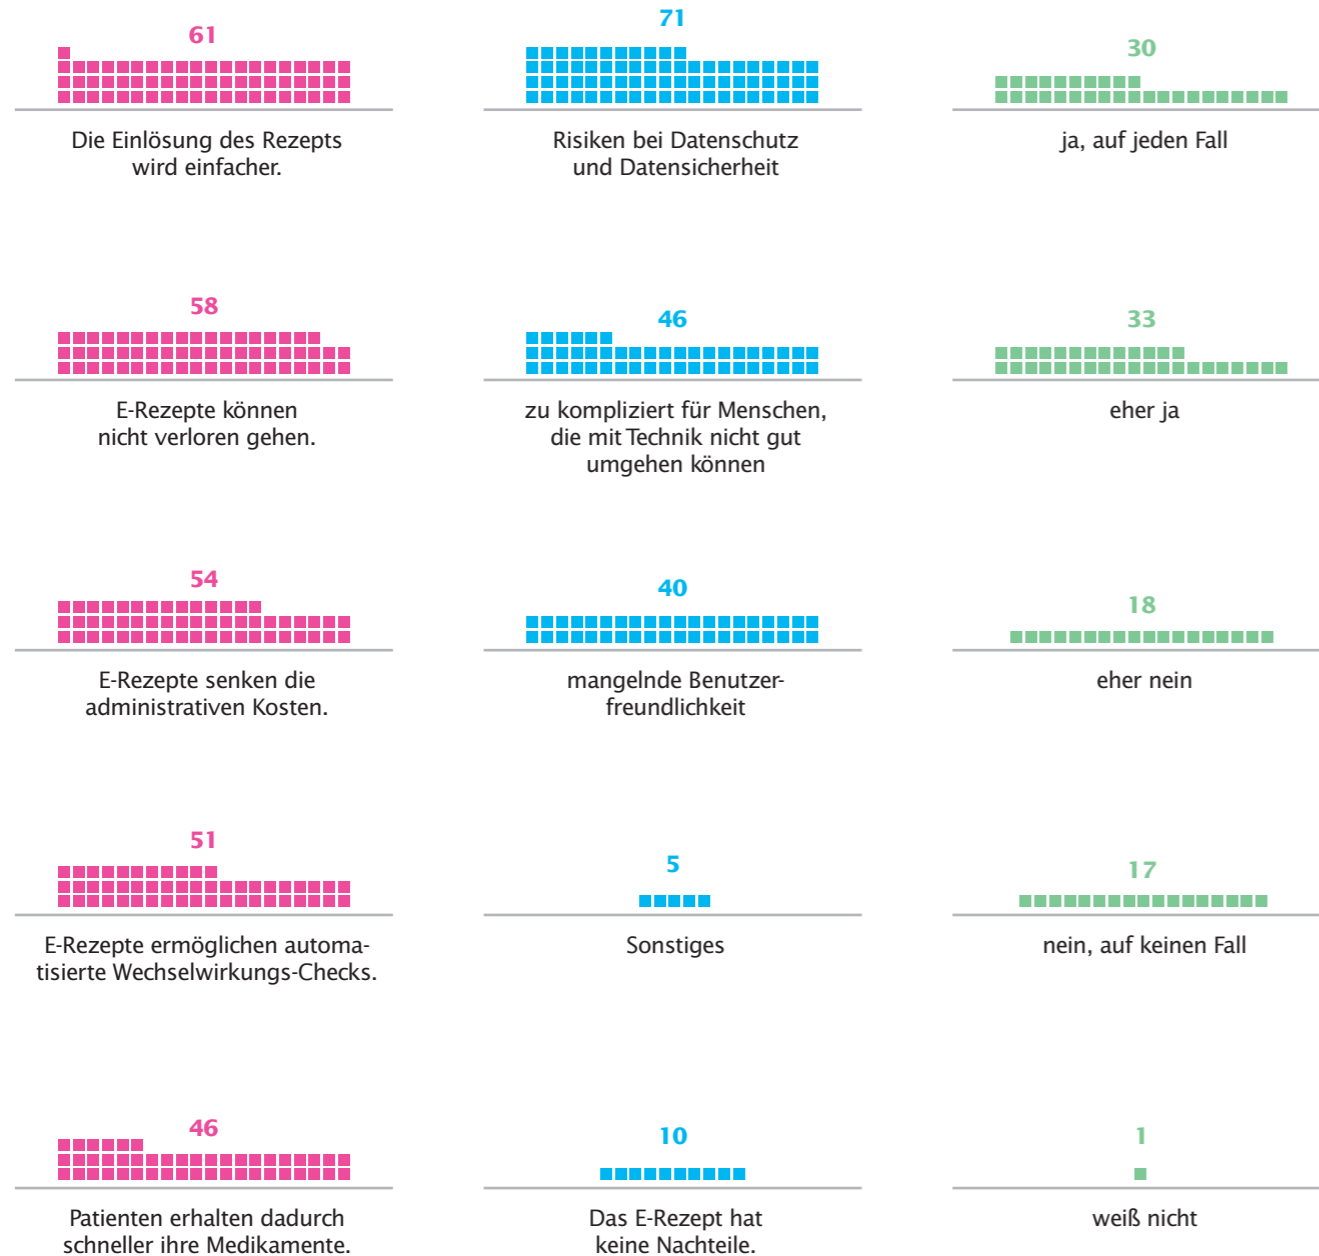 61
Die Einlösung des Rezepts
wird einfacher.
71
Risiken bei Datenschutz
und Datensicherheit
30
ja, auf jeden Fall
58
E-Rezepte können
nicht verloren gehen.
46
zu kompliziert für Menschen,
die mit Technik nicht gut
umgehen können
33
eher ja
54
E-Rezepte senken die
administrativen Kosten.
40
mangelnde Benutzer-
freundlichkeit
18
eher nein
51
E-Rezepte ermöglichen automa-
tisierte Wechselwirkungs-Checks.
5
Sonstiges
17
nein, auf keinen Fall
46
Patienten erhalten dadurch
schneller ihre Medikamente.
10
Das E-Rezept hat
keine Nachteile.
1
weiß nicht